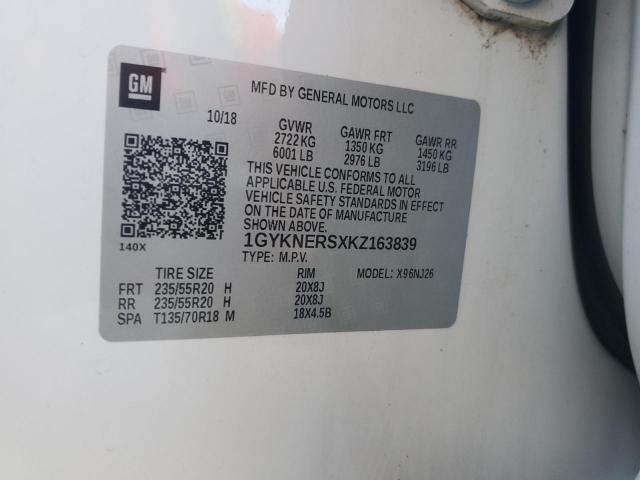 GM
MFD BY GENERAL MOTORS LLC
10/18
GVWR GAWR FRT GAWR RR
2722 KG 1350 KG 1450 KG
6001 LB 2976 LB 3196 LB
THIS VEHICLE CONFORMS TO ALL
APPLICABLE U.S. FEDERAL MOTOR
VEHICLE SAFETY STANDARDS IN EFFECT
ON THE DATE OF MANUFACTURE
SHOWN ABOVE.
1GYKNERSXKZ163839
140X
TYPE: M.P.V.
MODEL: X96NJ26
TIRE SIZE RIM
FRT 235/55R20 H 20X8J
RR 235/55R20 H 20X8J
SPA T135/70R18 M 18X4.5B